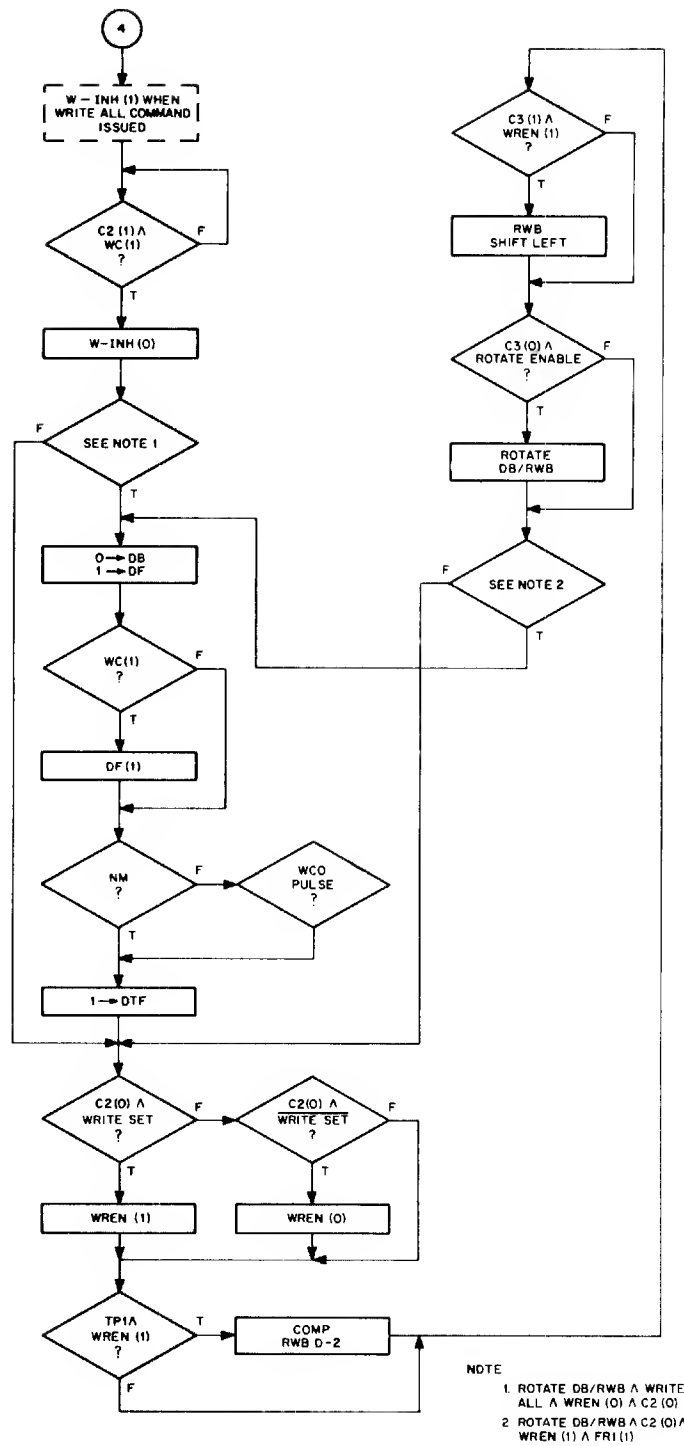 4
W-INH (1) WHEN
WRITE ALL COMMAND
ISSUED
C2 (1) ∧
WC (1)
?
F
T
W-INH (0)
F
SEE NOTE 1
T
0→DB
1→DF
WC (1)
?
F
T
DF (1)
NM
?
F
T
WCO
PULSE
?
1→DTF
C2(0) ∧
WRITE SET
?
F
T
C2(0) ∧
WRITE SET
?
F
T
WREN (1)
WREN (0)
TP1∧
WREN (1)
?
T
F
COMP
RWB D-2
C3 (1) ∧
WREN (1)
?
F
T
RWB
SHIFT LEFT
C3(0) ∧
ROTATE ENABLE
?
F
T
ROTATE
DB/RWB
F
SEE NOTE 2
T
NOTE
1. ROTATE DB/RWB ∧ WRITE
ALL ∧ WREN (0) ∧ C2 (0)
2. ROTATE DB/RWB ∧ C2 (0)∧
WREN (1) ∧ FR1 (1)